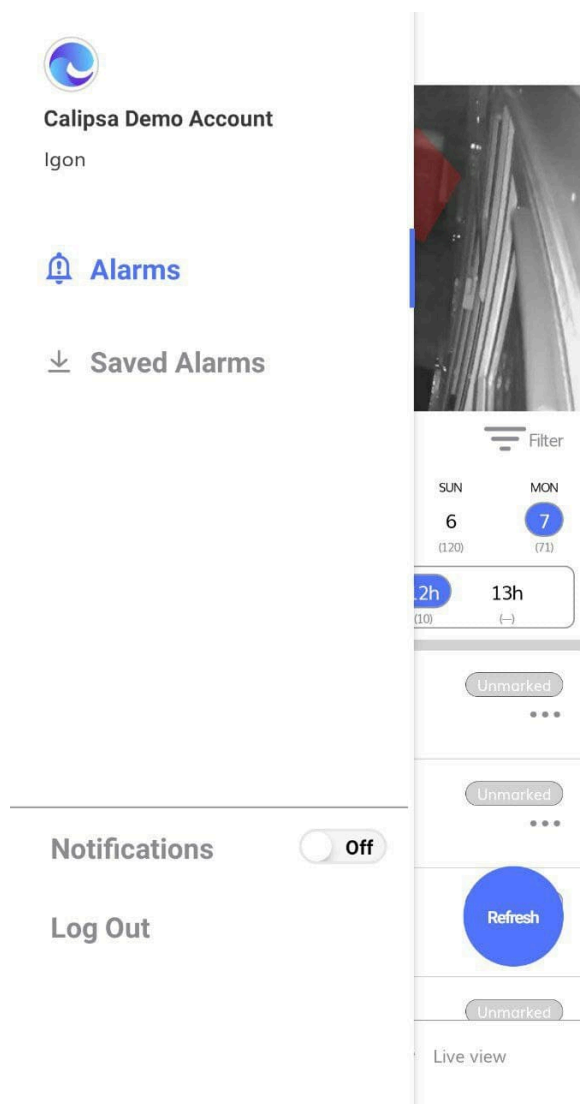 Calipsa Demo Account
Igon
Alarms
Saved Alarms
Notifications
Off
Log Out
Filter
SUN MON
6 7
(120) (71)
2h 13h
(10) (--)
Unmarked
Unmarked
Refresh
Unmarked
Live view